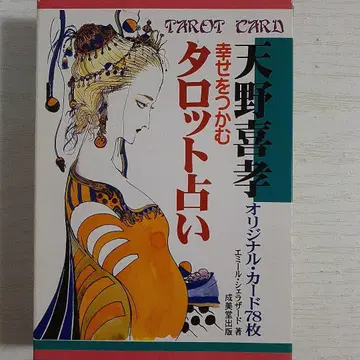 TAROT CARD
天野喜孝
幸せをつかむ
タロット占い
オリジナル・カード78枚
エミール・シェラザード 著
成美堂出版